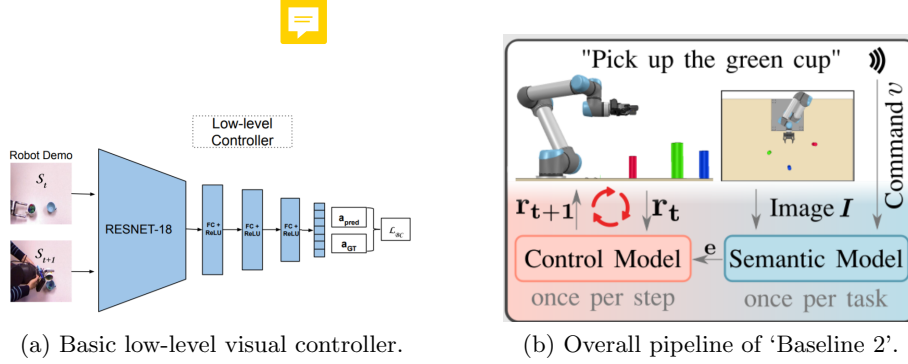 Low-level
Controller
Robot Demo
S_t
S_{t+1}
RESNET-18
FC +
ReLU
FC +
ReLU
FC +
ReLU
a_pred
a_GT
ℒ_BC
(a) Basic low-level visual controller.
"Pick up the green cup"
Command v
r_{t+1}
r_t
Image I
Control Model
e
Semantic Model
once per step
once per task
(b) Overall pipeline of ‘Baseline 2’.